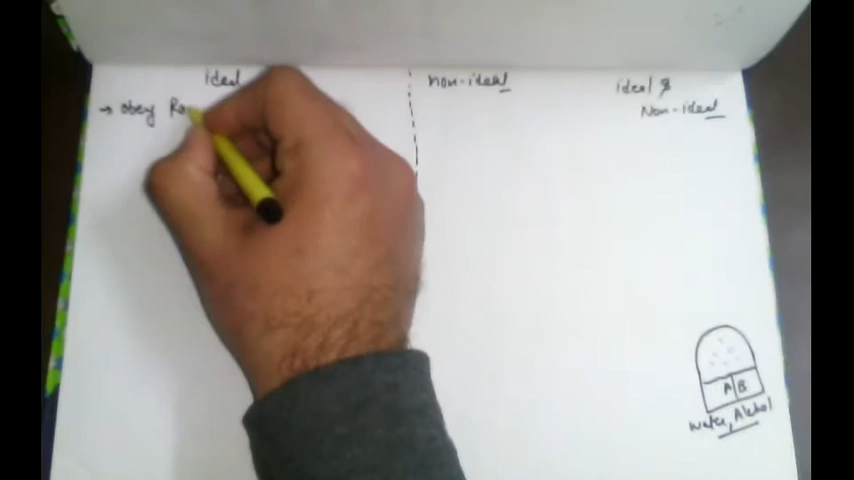 ideal
→ obey Ra
non-ideal
ideal &
Non-ideal
A B
Water, Alcohol